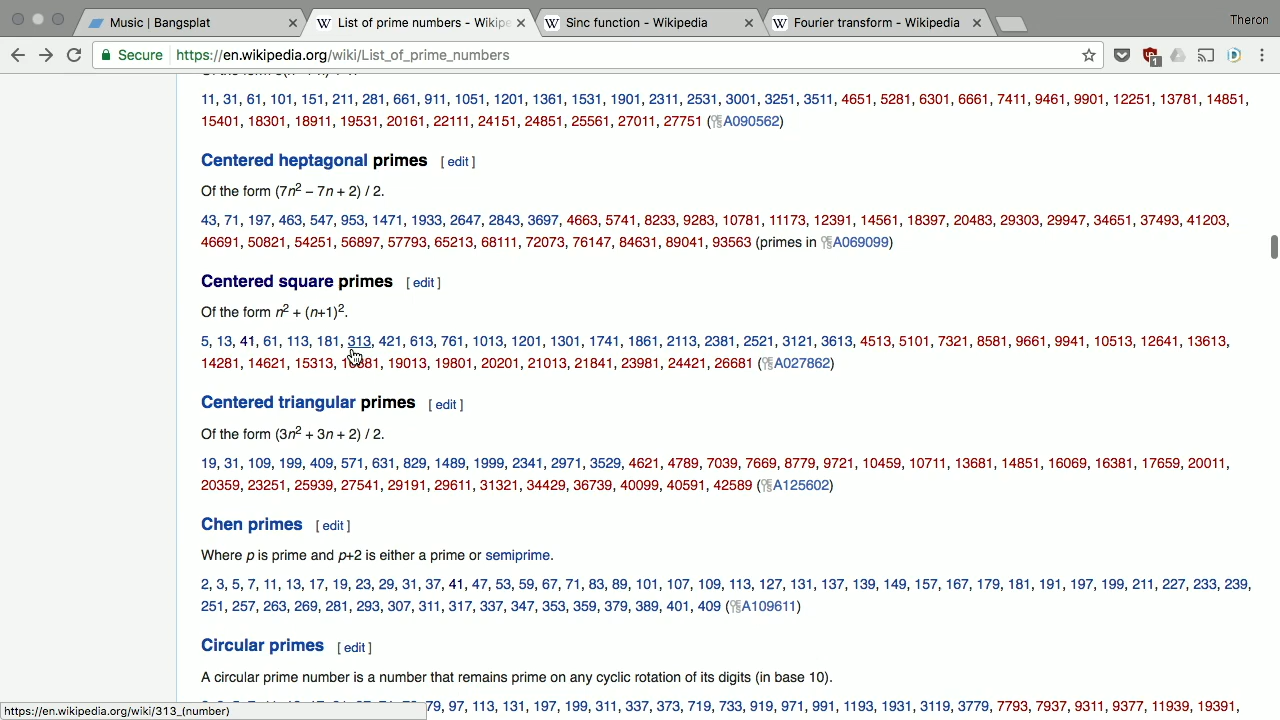 Music | Bangsplat
List of prime numbers - Wikipe
Sinc function - Wikipedia
Fourier transform - Wikipedia
Theron
Secure
https://en.wikipedia.org/wiki/List_of_prime_numbers
1
11, 31, 61, 101, 151, 211, 281, 661, 911, 1051, 1201, 1361, 1531, 1901, 2311, 2531, 3001, 3251, 3511, 4651, 5281, 6301, 6661, 7411, 9461, 9901, 12251, 13781, 14851,
15401, 18301, 18911, 19531, 20161, 22111, 24151, 24851, 25561, 27011, 27751 (A090562)
Centered heptagonal primes [ edit ]
Of the form (7n² − 7n + 2) / 2.
43, 71, 197, 463, 547, 953, 1471, 1933, 2647, 2843, 3697, 4663, 5741, 8233, 9283, 10781, 11173, 12391, 14561, 18397, 20483, 29303, 29947, 34651, 37493, 41203,
46691, 50821, 54251, 56897, 57793, 65213, 68111, 72073, 76147, 84631, 89041, 93563 (primes in A069099)
Centered square primes [ edit ]
Of the form n² + (n+1)².
5, 13, 41, 61, 113, 181, 313, 421, 613, 761, 1013, 1201, 1301, 1741, 1861, 2113, 2381, 2521, 3121, 3613, 4513, 5101, 7321, 8581, 9661, 9941, 10513, 12641, 13613,
14281, 14621, 15313, 19013, 19801, 20201, 21013, 21841, 23981, 24421, 26681 (A027862)
Centered triangular primes [ edit ]
Of the form (3n² + 3n + 2) / 2.
19, 31, 109, 199, 409, 571, 631, 829, 1489, 1999, 2341, 2971, 3529, 4621, 4789, 7039, 7669, 8779, 9721, 10459, 10711, 13681, 14851, 16069, 16381, 17659, 20011,
20359, 23251, 25939, 27541, 29191, 29611, 31321, 34429, 36739, 40099, 40591, 42589 (A125602)
Chen primes [ edit ]
Where p is prime and p+2 is either a prime or semiprime.
2, 3, 5, 7, 11, 13, 17, 19, 23, 29, 31, 37, 41, 47, 53, 59, 67, 71, 83, 89, 101, 107, 109, 113, 127, 131, 137, 139, 149, 157, 167, 179, 181, 191, 197, 199, 211, 227, 233, 239,
251, 257, 263, 269, 281, 293, 307, 311, 317, 337, 347, 353, 359, 379, 389, 401, 409 (A109611)
Circular primes [ edit ]
A circular prime number is a number that remains prime on any cyclic rotation of its digits (in base 10).
79, 97, 113, 131, 197, 199, 311, 337, 373, 719, 733, 919, 971, 991, 1193, 1931, 3119, 3779, 7793, 7937, 9311, 9377, 11939, 19391,
https://en.wikipedia.org/wiki/313_(number)